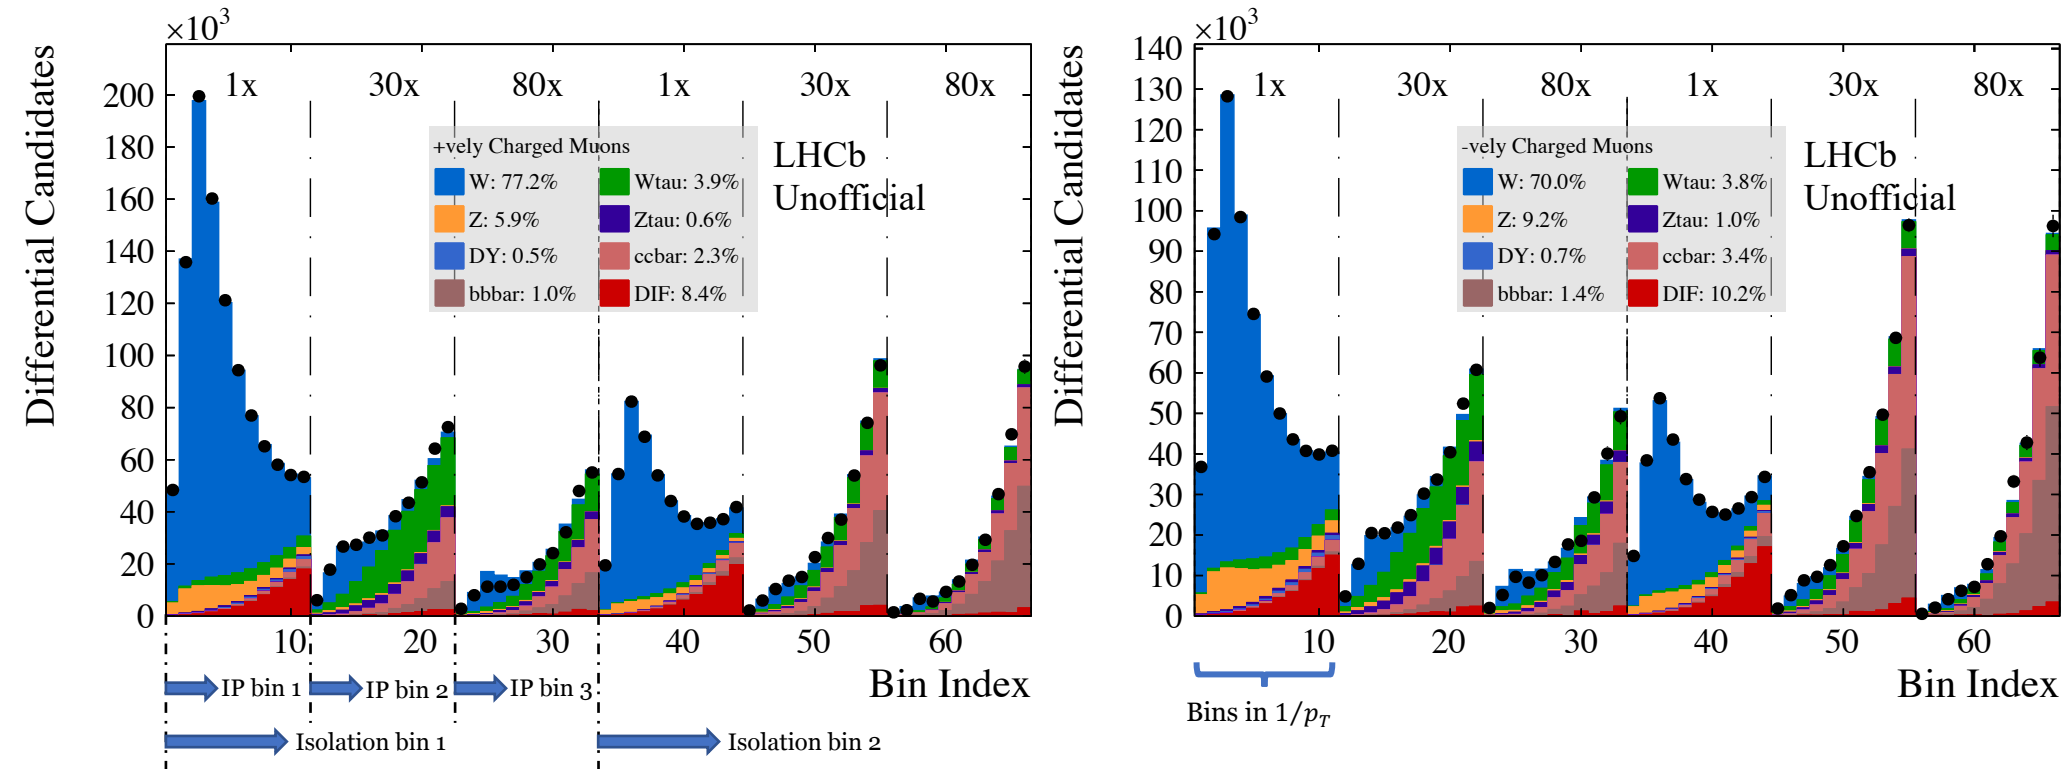 ×10³
Differential Candidates
200
180
160
140
120
100
80
60
40
20
0
1x 30x 80x 1x 30x 80x
+vely Charged Muons
W: 77.2% Wtau: 3.9%
Z: 5.9% Ztau: 0.6%
DY: 0.5% ccbar: 2.3%
bbbar: 1.0% DIF: 8.4%
LHCb
Unofficial
10 20 30 40 50 60
Bin Index
IP bin 1 IP bin 2 IP bin 3
Isolation bin 1 Isolation bin 2
×10³
Differential Candidates
140
130
120
110
100
90
80
70
60
50
40
30
20
10
0
1x 30x 80x 1x 30x 80x
-vely Charged Muons
W: 70.0% Wtau: 3.8%
Z: 9.2% Ztau: 1.0%
DY: 0.7% ccbar: 3.4%
bbbar: 1.4% DIF: 10.2%
LHCb
Unofficial
10 20 30 40 50 60
Bin Index
Bins in 1/p_T